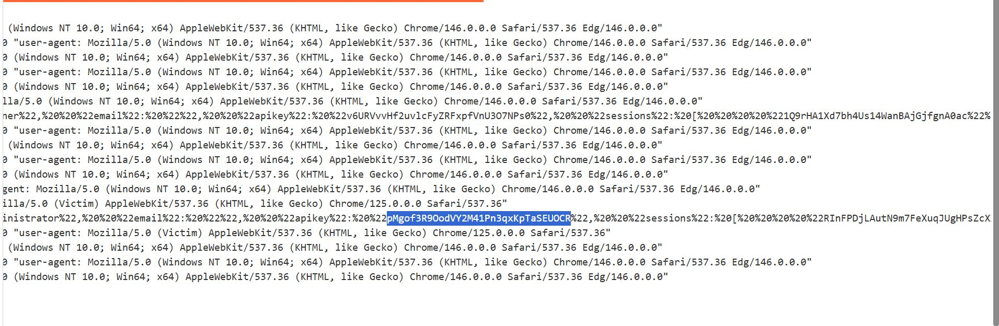 (Windows NT 10.0; Win64; x64) AppleWebKit/537.36 (KHTML, like Gecko) Chrome/146.0.0.0 Safari/537.36 Edg/146.0.0.0"
0 "user-agent: Mozilla/5.0 (Windows NT 10.0; Win64; x64) AppleWebKit/537.36 (KHTML, like Gecko) Chrome/146.0.0.0 Safari/537.36 Edg/146.0.0.0"
0 (Windows NT 10.0; Win64; x64) AppleWebKit/537.36 (KHTML, like Gecko) Chrome/146.0.0.0 Safari/537.36 Edg/146.0.0.0"
0 "user-agent: Mozilla/5.0 (Windows NT 10.0; Win64; x64) AppleWebKit/537.36 (KHTML, like Gecko) Chrome/146.0.0.0 Safari/537.36 Edg/146.0.0.0"
0 (Windows NT 10.0; Win64; x64) AppleWebKit/537.36 (KHTML, like Gecko) Chrome/146.0.0.0 Safari/537.36 Edg/146.0.0.0"
lla/5.0 (Windows NT 10.0; Win64; x64) AppleWebKit/537.36 (KHTML, like Gecko) Chrome/146.0.0.0 Safari/537.36 Edg/146.0.0.0"
ner%22,%20%20%22email%22:%20%22%22,%20%20%22apikey%22:%20%22v6URVvvHf2uvlcFyZRFxpfVnU3O7NPs0%22,%20%20%22sessions%22:%20[%20%20%20%20%221Q9rHA1Xd7bh4Us14WanBAjGjfgnA0ac%22%
0 "user-agent: Mozilla/5.0 (Windows NT 10.0; Win64; x64) AppleWebKit/537.36 (KHTML, like Gecko) Chrome/146.0.0.0 Safari/537.36 Edg/146.0.0.0"
(Windows NT 10.0; Win64; x64) AppleWebKit/537.36 (KHTML, like Gecko) Chrome/146.0.0.0 Safari/537.36 Edg/146.0.0.0"
0 "user-agent: Mozilla/5.0 (Windows NT 10.0; Win64; x64) AppleWebKit/537.36 (KHTML, like Gecko) Chrome/146.0.0.0 Safari/537.36 Edg/146.0.0.0"
0 (Windows NT 10.0; Win64; x64) AppleWebKit/537.36 (KHTML, like Gecko) Chrome/146.0.0.0 Safari/537.36 Edg/146.0.0.0"
gent: Mozilla/5.0 (Windows NT 10.0; Win64; x64) AppleWebKit/537.36 (KHTML, like Gecko) Chrome/146.0.0.0 Safari/537.36 Edg/146.0.0.0"
illa/5.0 (Victim) AppleWebKit/537.36 (KHTML, like Gecko) Chrome/125.0.0.0 Safari/537.36"
inistrator%22,%20%20%22email%22:%20%22%22,%20%20%22apikey%22:%20%22pMgof3R9OodVY2M41Pn3qxKpTaSEUOCR%22,%20%20%22sessions%22:%20[%20%20%20%20%22RInFPDjLAutN9m7FeXuqJUgHPsZcX
0 "user-agent: Mozilla/5.0 (Victim) AppleWebKit/537.36 (KHTML, like Gecko) Chrome/125.0.0.0 Safari/537.36"
(Windows NT 10.0; Win64; x64) AppleWebKit/537.36 (KHTML, like Gecko) Chrome/146.0.0.0 Safari/537.36 Edg/146.0.0.0"
0 "user-agent: Mozilla/5.0 (Windows NT 10.0; Win64; x64) AppleWebKit/537.36 (KHTML, like Gecko) Chrome/146.0.0.0 Safari/537.36 Edg/146.0.0.0"
0 (Windows NT 10.0; Win64; x64) AppleWebKit/537.36 (KHTML, like Gecko) Chrome/146.0.0.0 Safari/537.36 Edg/146.0.0.0"